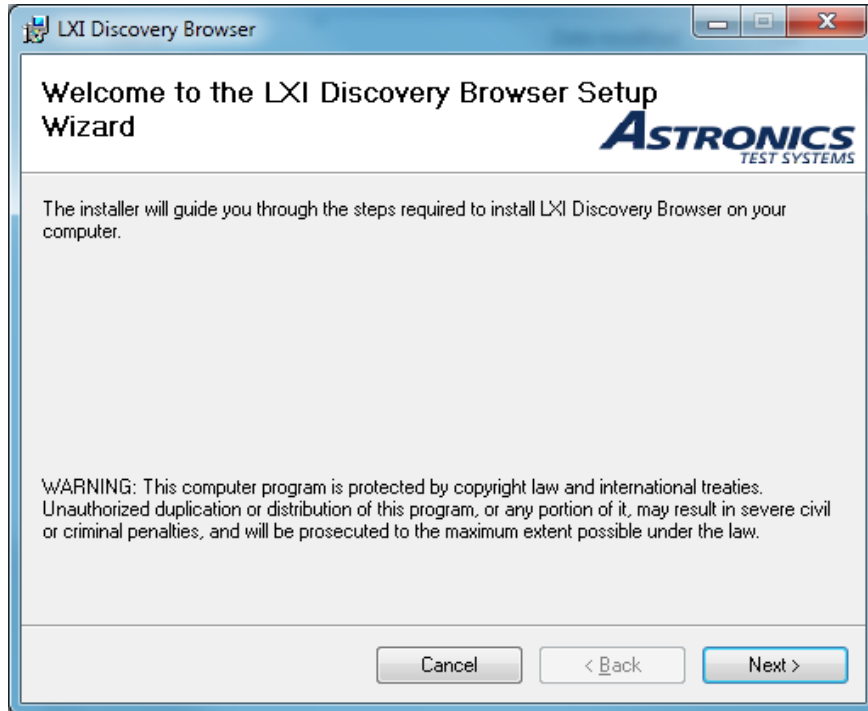 LXI Discovery Browser
Welcome to the LXI Discovery Browser Setup
Wizard
ASTRONICS
TEST SYSTEMS
The installer will guide you through the steps required to install LXI Discovery Browser on your
computer.
WARNING: This computer program is protected by copyright law and international treaties.
Unauthorized duplication or distribution of this program, or any portion of it, may result in severe civil
or criminal penalties, and will be prosecuted to the maximum extent possible under the law.
Cancel
< Back
Next >